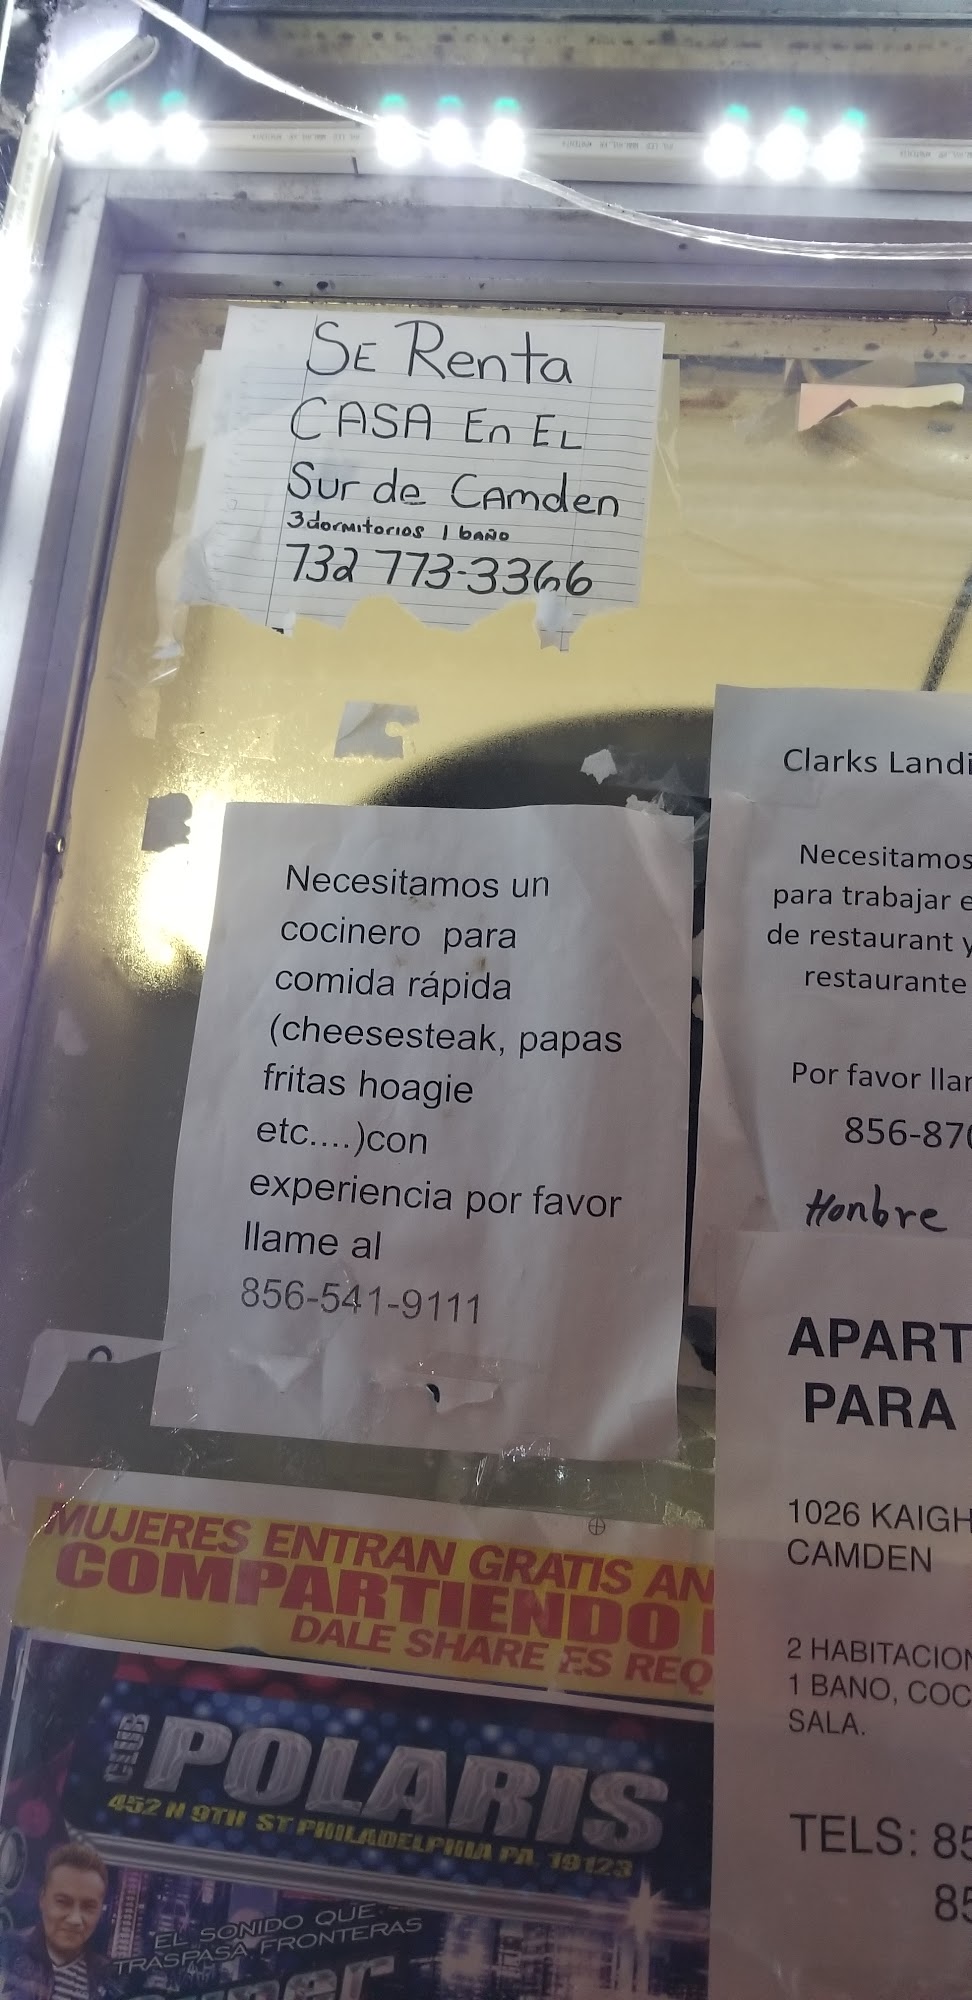 SE Renta
CASA En EL
Sur de Camden
3 dormitorios 1 baño
732 773-3366
Necesitamos un
cocinero para
comida rápida
(cheesesteak, papas
fritas hoagie
etc....)con
experiencia por favor
llame al
856-541-9111
Clarks Landi
Necesitamos
para trabajar e
de restaurant y
restaurante
Por favor llar
856-870
Honbre
APART
PARA
1026 KAIGH
CAMDEN
2 HABITACION
1 BANO, COC
SALA.
TELS: 85
85
MUJERES ENTRAN GRATIS AN
COMPARTIENDO
DALE SHARE ES REQ
CLUB
POLARIS
452 N 9TH ST PHILADELPHIA PA. 19123
EL SONIDO QUE
TRASPASA FRONTERAS